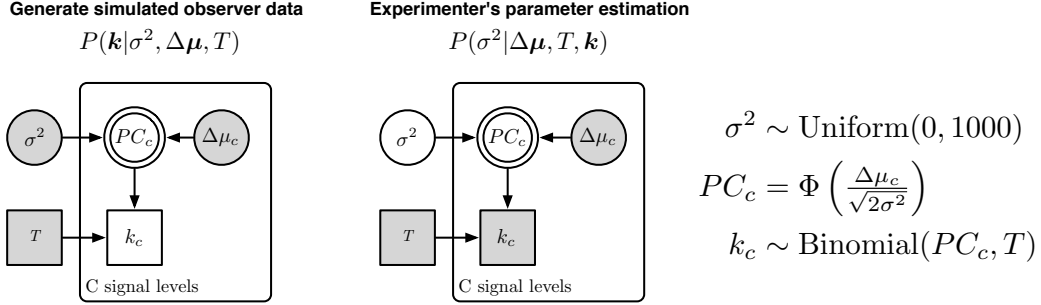 Generate simulated observer data
P(k|σ², Δμ, T)
σ²
PC_c
Δμ_c
T
k_c
C signal levels
Experimenter's parameter estimation
P(σ²|Δμ, T, k)
σ²
PC_c
Δμ_c
T
k_c
C signal levels
σ² ∼ Uniform(0, 1000)
PC_c = Φ(Δμ_c / √(2σ²))
k_c ∼ Binomial(PC_c, T)